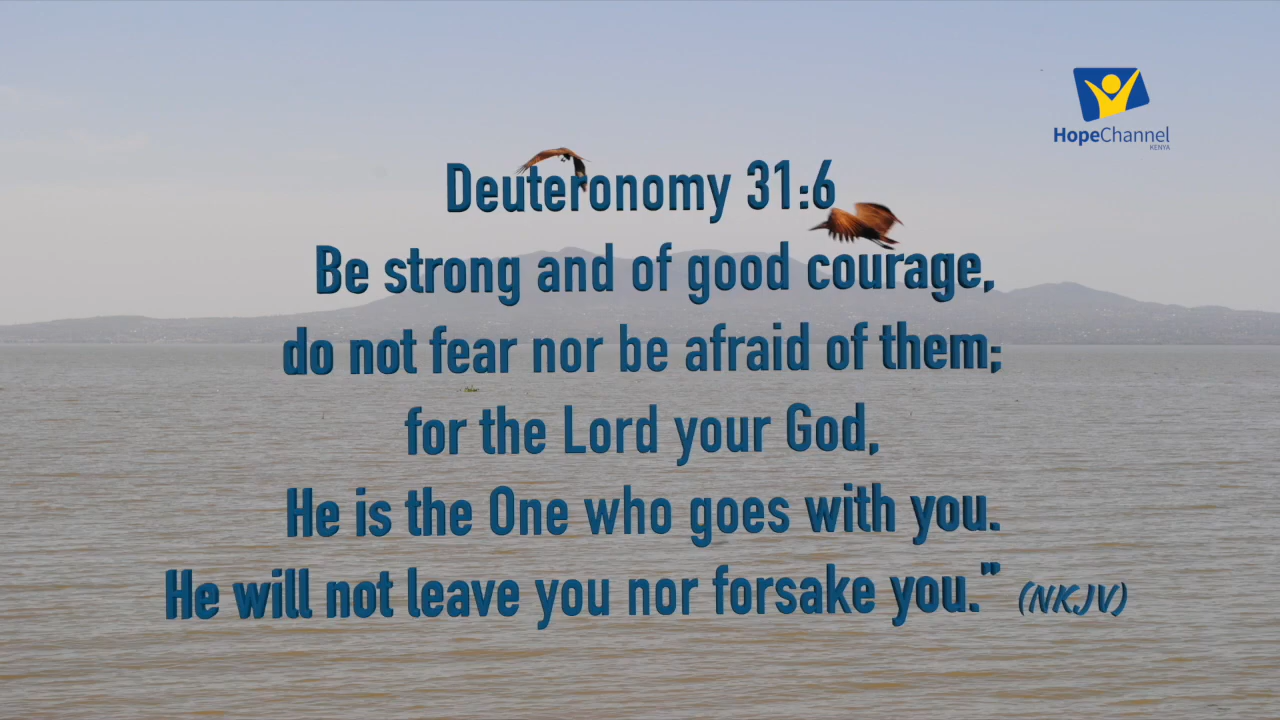 HopeChannel
KENYA
Deuteronomy 31:6
Be strong and of good courage,
do not fear nor be afraid of them;
for the Lord your God,
He is the One who goes with you.
He will not leave you nor forsake you.” (NKJV)